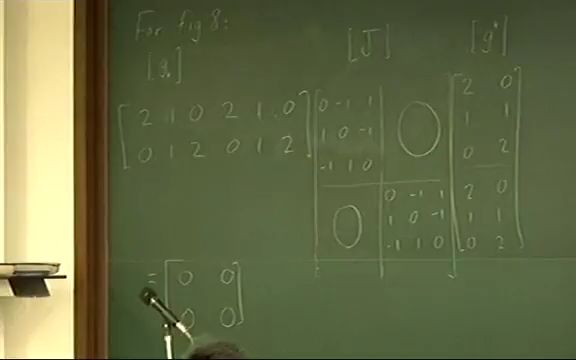 For fig 8:
[g] [J] [g*]
[ 2 1 0 2 1 0 ] [ 0 -1 1 | 0 ] [ 2 0 ]
[ 0 1 2 0 1 2 ] [ 1 0 -1 | ] [ 1 1 ]
[ -1 1 0 | ] [ 0 2 ]
[ 0 | 0 -1 1 ] [ 2 0 ]
[ | 1 0 -1 ] [ 1 1 ]
[ | -1 1 0 ] [ 0 2 ]
= [ 0 0 ]
[ 0 0 ]